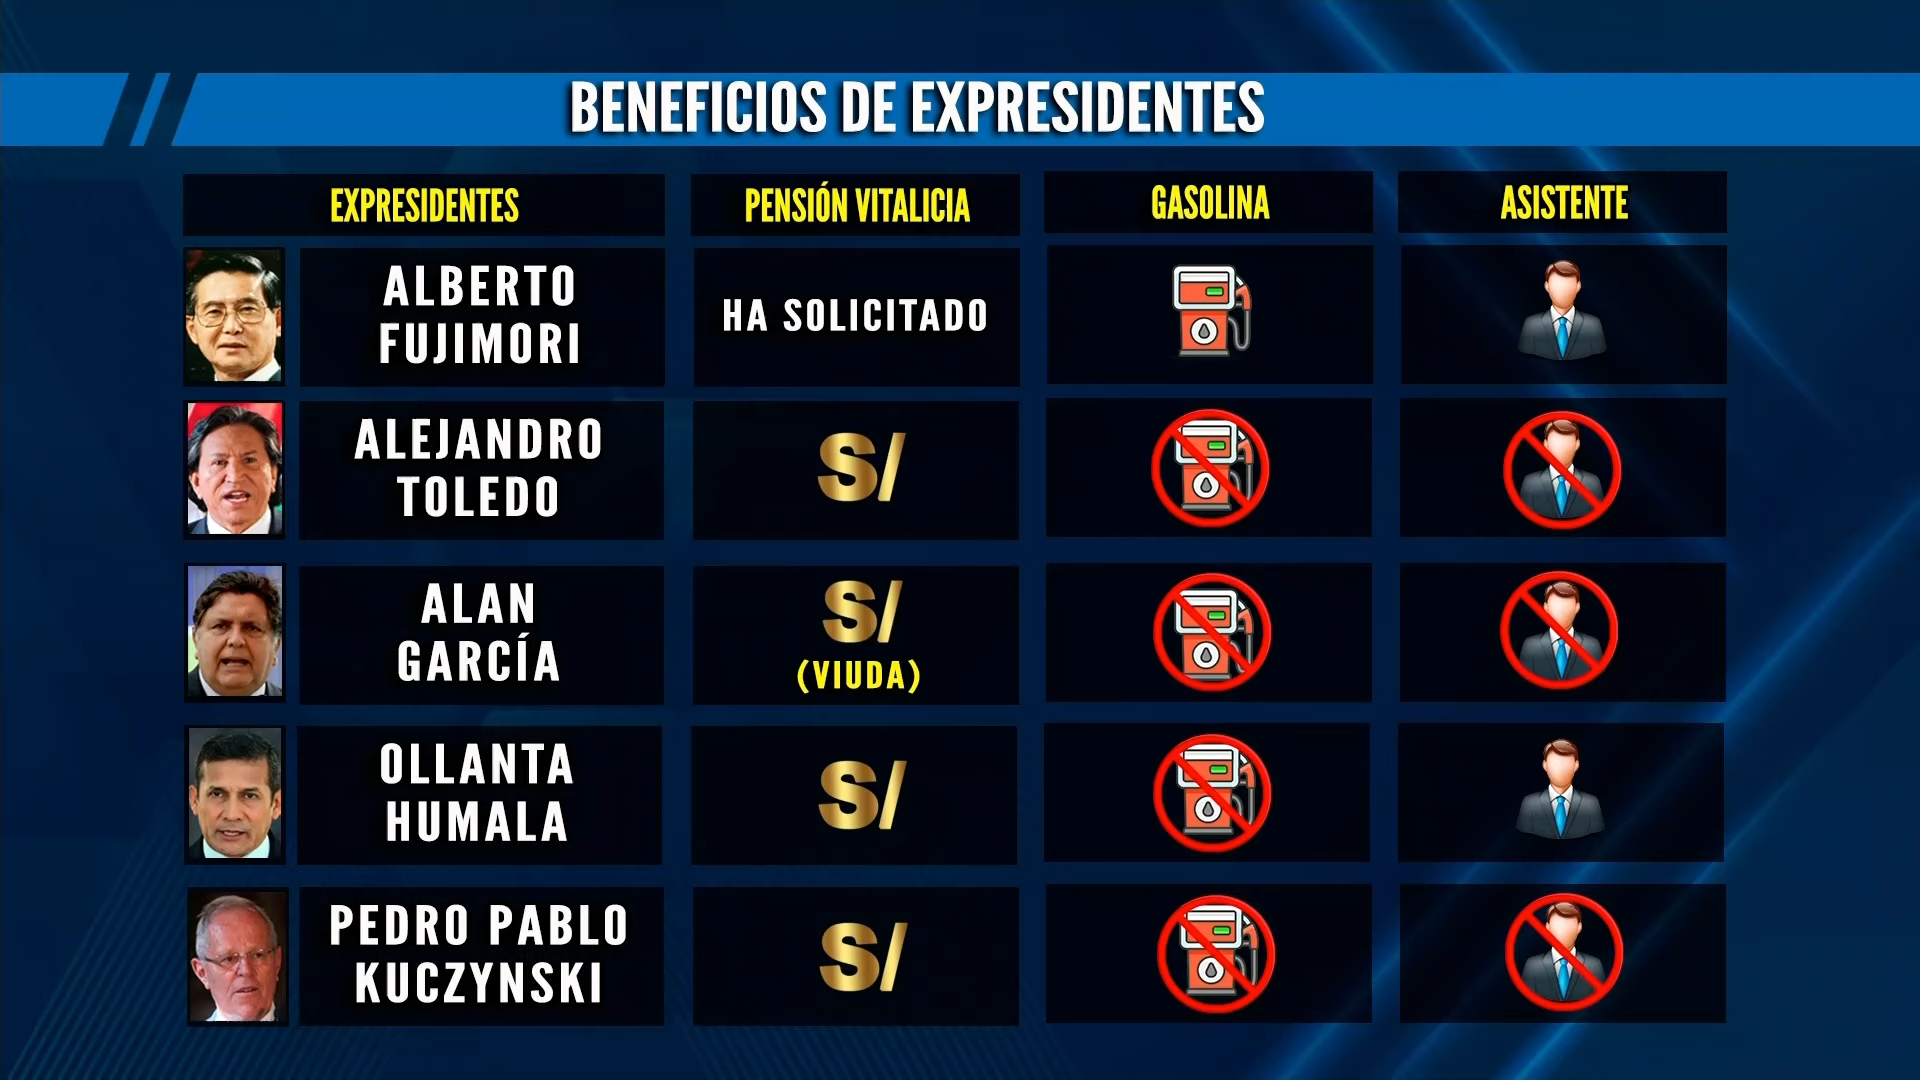 BENEFICIOS DE EXPRESIDENTES
EXPRESIDENTES
PENSIÓN VITALICIA
GASOLINA
ASISTENTE
ALBERTO
FUJIMORI
HA SOLICITADO
ALEJANDRO
TOLEDO
S/
ALAN
GARCÍA
S/
(VIUDA)
OLLANTA
HUMALA
S/
PEDRO PABLO
KUCZYNSKI
S/